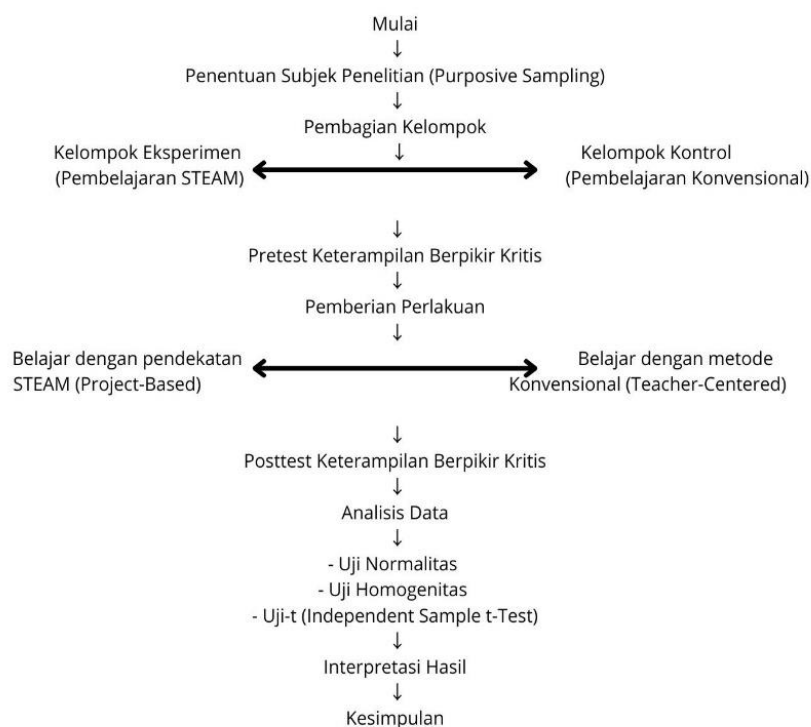 Mulai
↓
Penentuan Subjek Penelitian (Purposive Sampling)
↓
Pembagian Kelompok
↓
Kelompok Eksperimen
(Pembelajaran STEAM)
Kelompok Kontrol
(Pembelajaran Konvensional)
↓
Pretest Keterampilan Berpikir Kritis
↓
Pemberian Perlakuan
↓
Belajar dengan pendekatan
STEAM (Project-Based)
Belajar dengan metode
Konvensional (Teacher-Centered)
↓
Posttest Keterampilan Berpikir Kritis
↓
Analisis Data
↓
- Uji Normalitas
- Uji Homogenitas
- Uji-t (Independent Sample t-Test)
↓
Interpretasi Hasil
↓
Kesimpulan